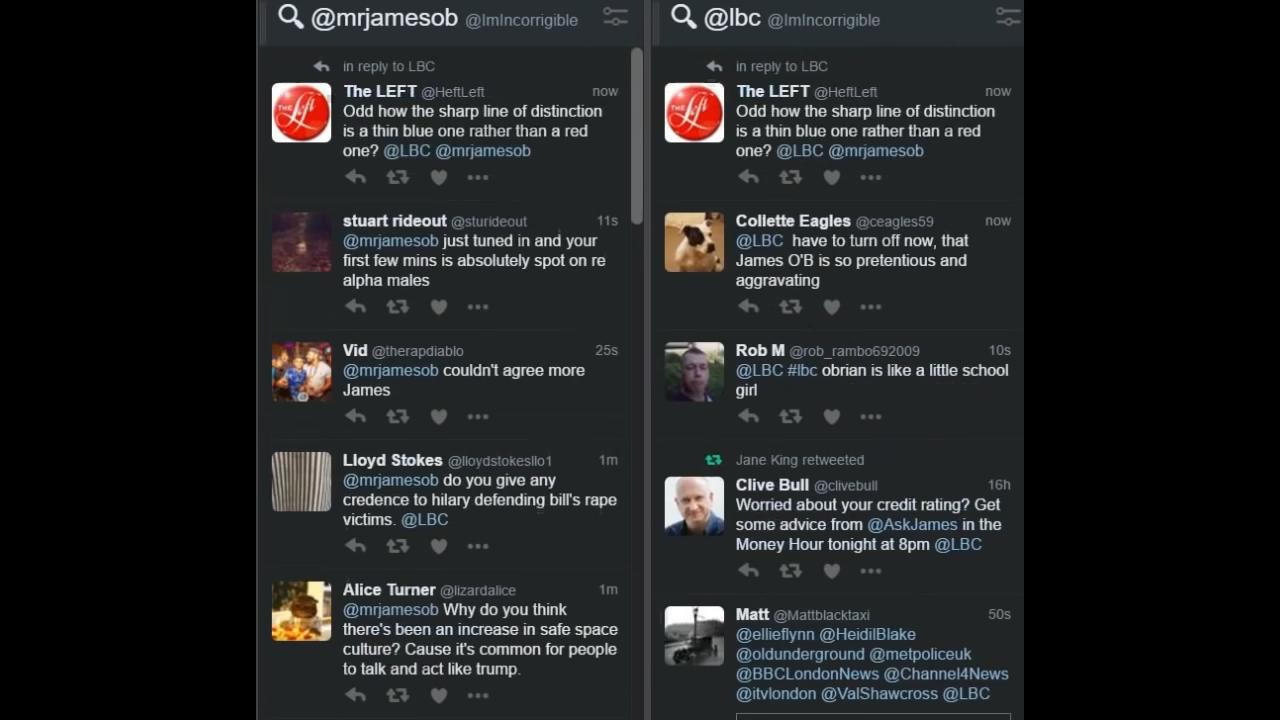 @mrjamesob @ImIncorrigible
in reply to LBC
The LEFT @HeftLeft now
Odd how the sharp line of distinction
is a thin blue one rather than a red
one? @LBC @mrjamesob
stuart rideout @sturideout 11s
@mrjamesob just tuned in and your
first few mins is absolutely spot on re
alpha males
Vid @therapdiablo 25s
@mrjamesob couldn't agree more
James
Lloyd Stokes @lloydstokesllo1 1m
@mrjamesob do you give any
credence to hilary defending bill's rape
victims. @LBC
Alice Turner @lizardalice 1m
@mrjamesob Why do you think
there's been an increase in safe space
culture? Cause it's common for people
to talk and act like trump.
@lbc @ImIncorrigible
in reply to LBC
The LEFT @HeftLeft now
Odd how the sharp line of distinction
is a thin blue one rather than a red
one? @LBC @mrjamesob
Collette Eagles @ceagles59 now
@LBC have to turn off now, that
James O'B is so pretentious and
aggravating
Rob M @rob_rambo692009 10s
@LBC #lbc obrian is like a little school
girl
Jane King retweeted
Clive Bull @clivebull 16h
Worried about your credit rating? Get
some advice from @AskJames in the
Money Hour tonight at 8pm @LBC
Matt @Mattblacktaxi 50s
@ellieflynn @HeidilBlake
@oldunderground @metpoliceuk
@BBCLondonNews @Channel4News
@itvlondon @ValShawcross @LBC